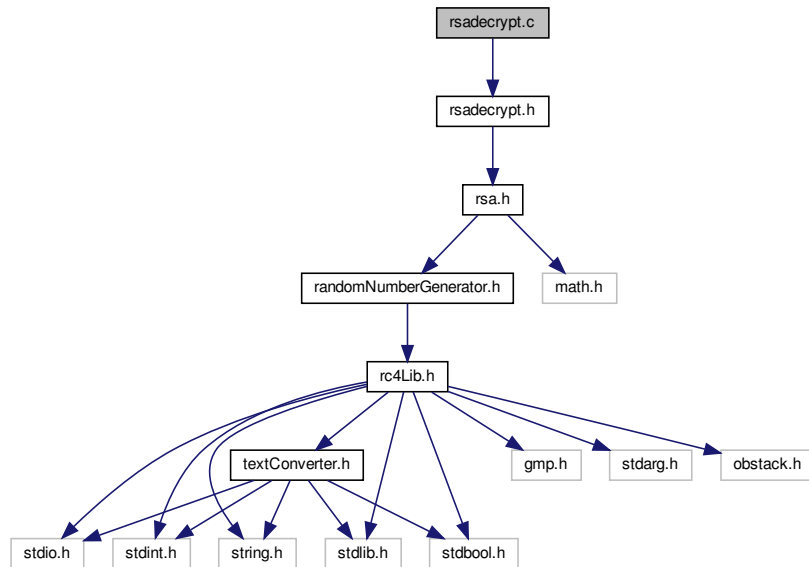 rsadecrypt.c
rsadecrypt.h
rsa.h
randomNumberGenerator.h
math.h
rc4Lib.h
textConverter.h
gmp.h
stdarg.h
obstack.h
stdio.h
stdint.h
string.h
stdlib.h
stdbool.h